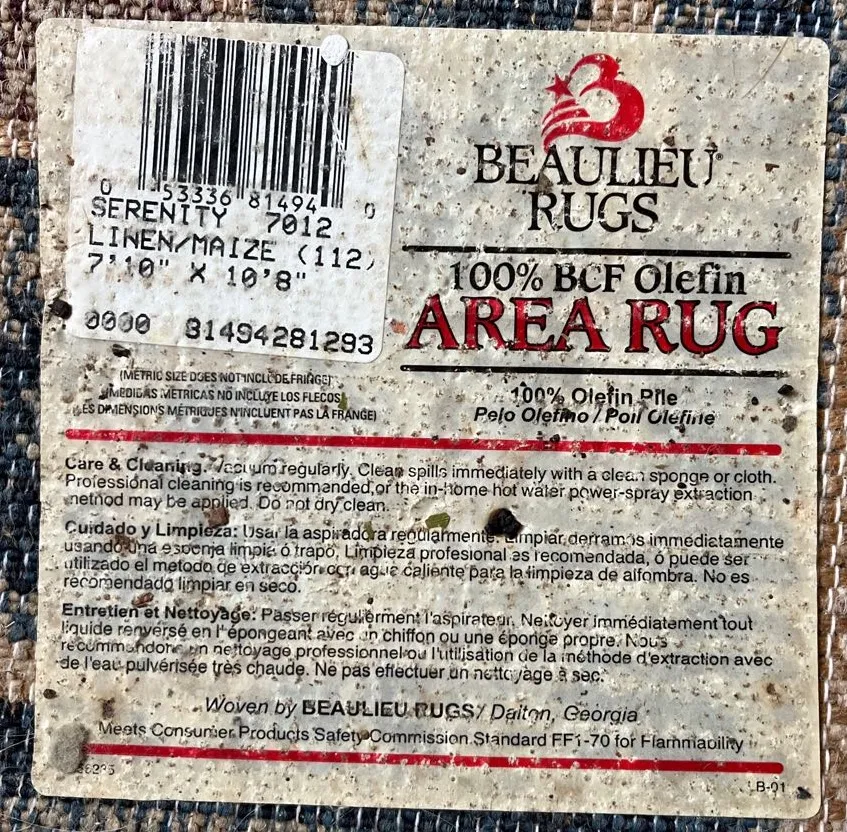 0 53336 81494 0
SERENITY 7012
LINEN/MAIZE (112)
7'10" X 10'8"
0000 81494281293
BEAULIEU®
RUGS
100% BCF Olefin
AREA RUG
100% Olefin Pile
Pelo Olefino / Poil Oléfine
(METRIC SIZE DOES NOT INCLUDE FRINGE)
(MEDIDAS METRICAS NO INCLUYE LOS FLECOS)
(LES DIMENSIONS MÉTRIQUES N'INCLUENT PAS LA FRANGE)
Care & Cleaning: Vacuum regularly. Clean spills immediately with a clean sponge or cloth.
Professional cleaning is recommended, or the in-home hot water power-spray extraction
method may be applied. Do not dry clean.
Cuidado y Limpieza: Usar la aspiradora regularmente. Limpiar derramos immediatamente
usando una esponja limpia ó trapo. Limpieza profesional es recomendada, ó puede ser
utilizado el metodo de extracción con agua caliente para la limpieza de alfombra. No es
recomendado limpiar en seco.
Entretien et Nettoyage: Passer régulierment l'aspirateur. Nettoyer immédiatement tout
liquide renversé en l'épongeant avec un chiffon ou une éponge propre. Nous
recommandons un nettoyage professionnel ou l'utilisation de la méthode d'extraction avec
de l'eau pulvérisée très chaude. Ne pas effectuer un nettoyage à sec.
Woven by BEAULIEU RUGS / Dalton, Georgia
Meets Consumer Products Safety Commission Standard FF1-70 for Flammability
LB-01